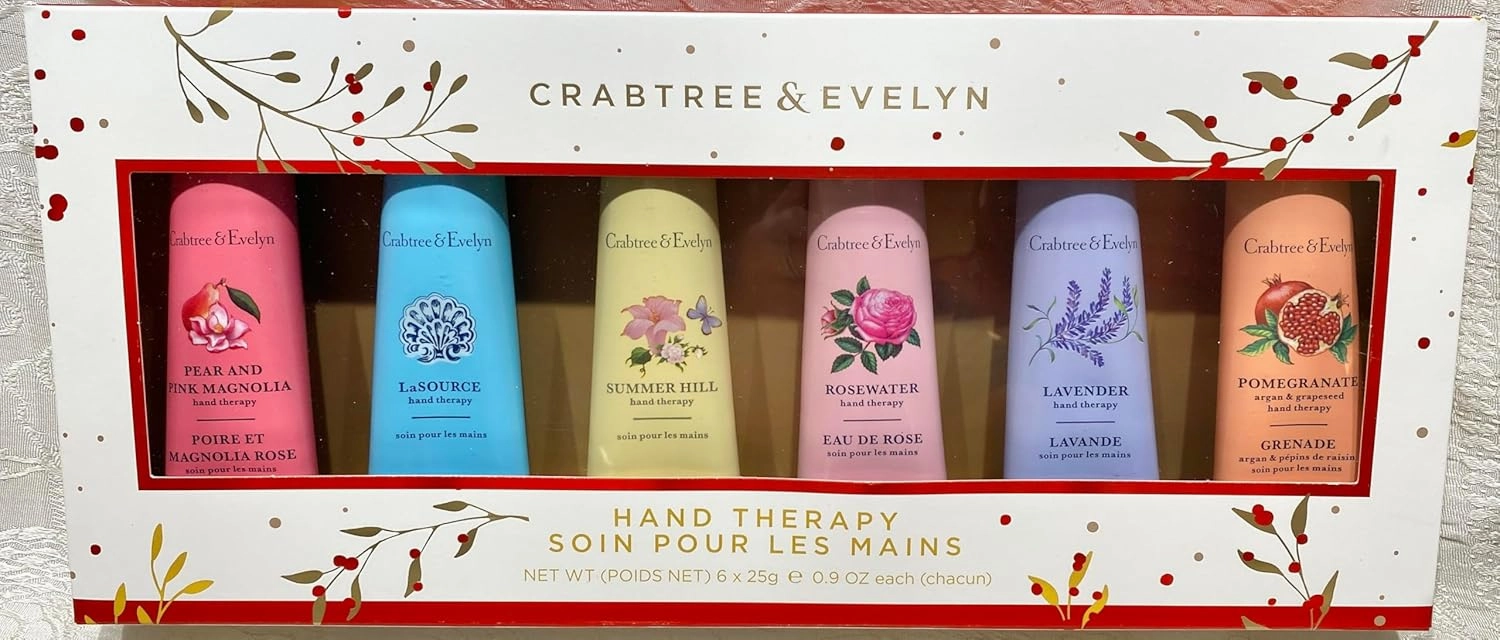 CRABTREE & EVELYN
Crabtree & Evelyn
PEAR AND
PINK MAGNOLIA
hand therapy
POIRE ET
MAGNOLIA ROSE
soin pour les mains
Crabtree & Evelyn
LaSOURCE
hand therapy
soin pour les mains
Crabtree & Evelyn
SUMMER HILL
hand therapy
soin pour les mains
Crabtree & Evelyn
ROSEWATER
hand therapy
EAU DE ROSE
soin pour les mains
Crabtree & Evelyn
LAVENDER
hand therapy
LAVANDE
soin pour les mains
Crabtree & Evelyn
POMEGRANATE
argan & grapeseed
hand therapy
GRENADE
argan & pépins de raisin
soin pour les mains
HAND THERAPY
SOIN POUR LES MAINS
NET WT (POIDS NET) 6 x 25g ℮ 0.9 OZ each (chacun)